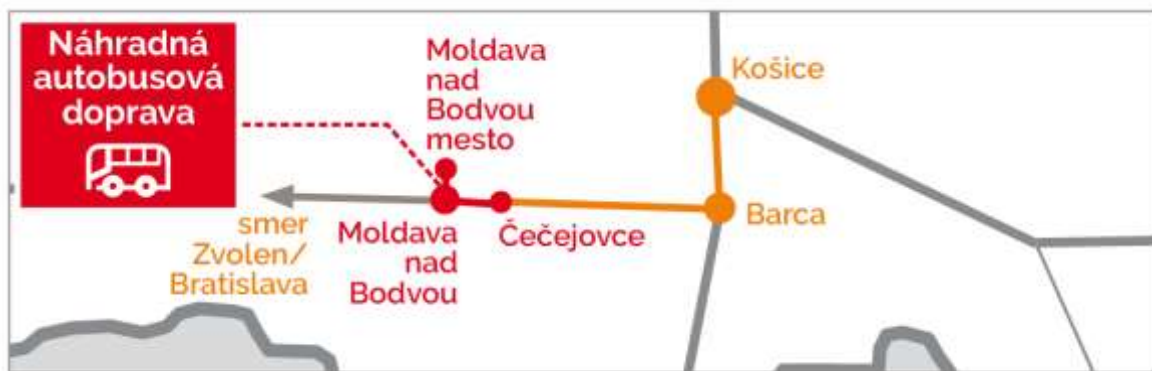 Náhradná
autobusová
doprava
Moldava
nad
Bodvou
mesto
Košice
smer
Zvolen/
Bratislava
Moldava
nad
Bodvou
Čečejovce
Barca